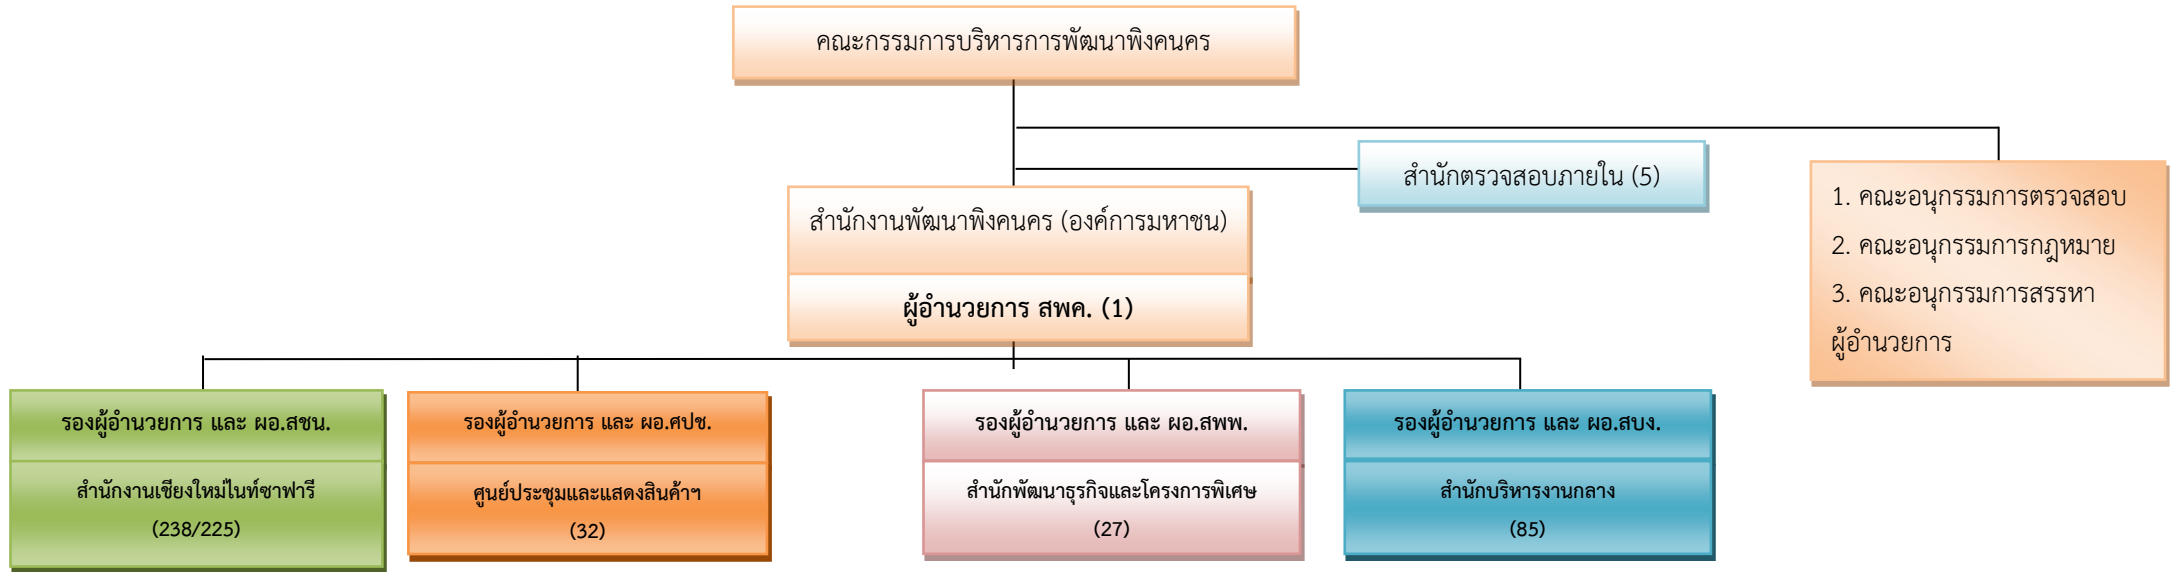 คณะกรรมการบริหารการพัฒนาพิงคนคร
สำนักตรวจสอบภายใน (5)
1. คณะอนุกรรมการตรวจสอบ
2. คณะอนุกรรมการกฎหมาย
3. คณะอนุกรรมการสรรหา
ผู้อำนวยการ
สำนักงานพัฒนาพิงคนคร (องค์การมหาชน)
ผู้อำนวยการ สพค. (1)
รองผู้อำนวยการ และ ผอ.สชน.
สำนักงานเชียงใหม่ไนท์ซาฟารี
(238/225)
รองผู้อำนวยการ และ ผอ.ศปช.
ศูนย์ประชุมและแสดงสินค้าฯ
(32)
รองผู้อำนวยการ และ ผอ.สพพ.
สำนักพัฒนาธุรกิจและโครงการพิเศษ
(27)
รองผู้อำนวยการ และ ผอ.สบง.
สำนักบริหารงานกลาง
(85)